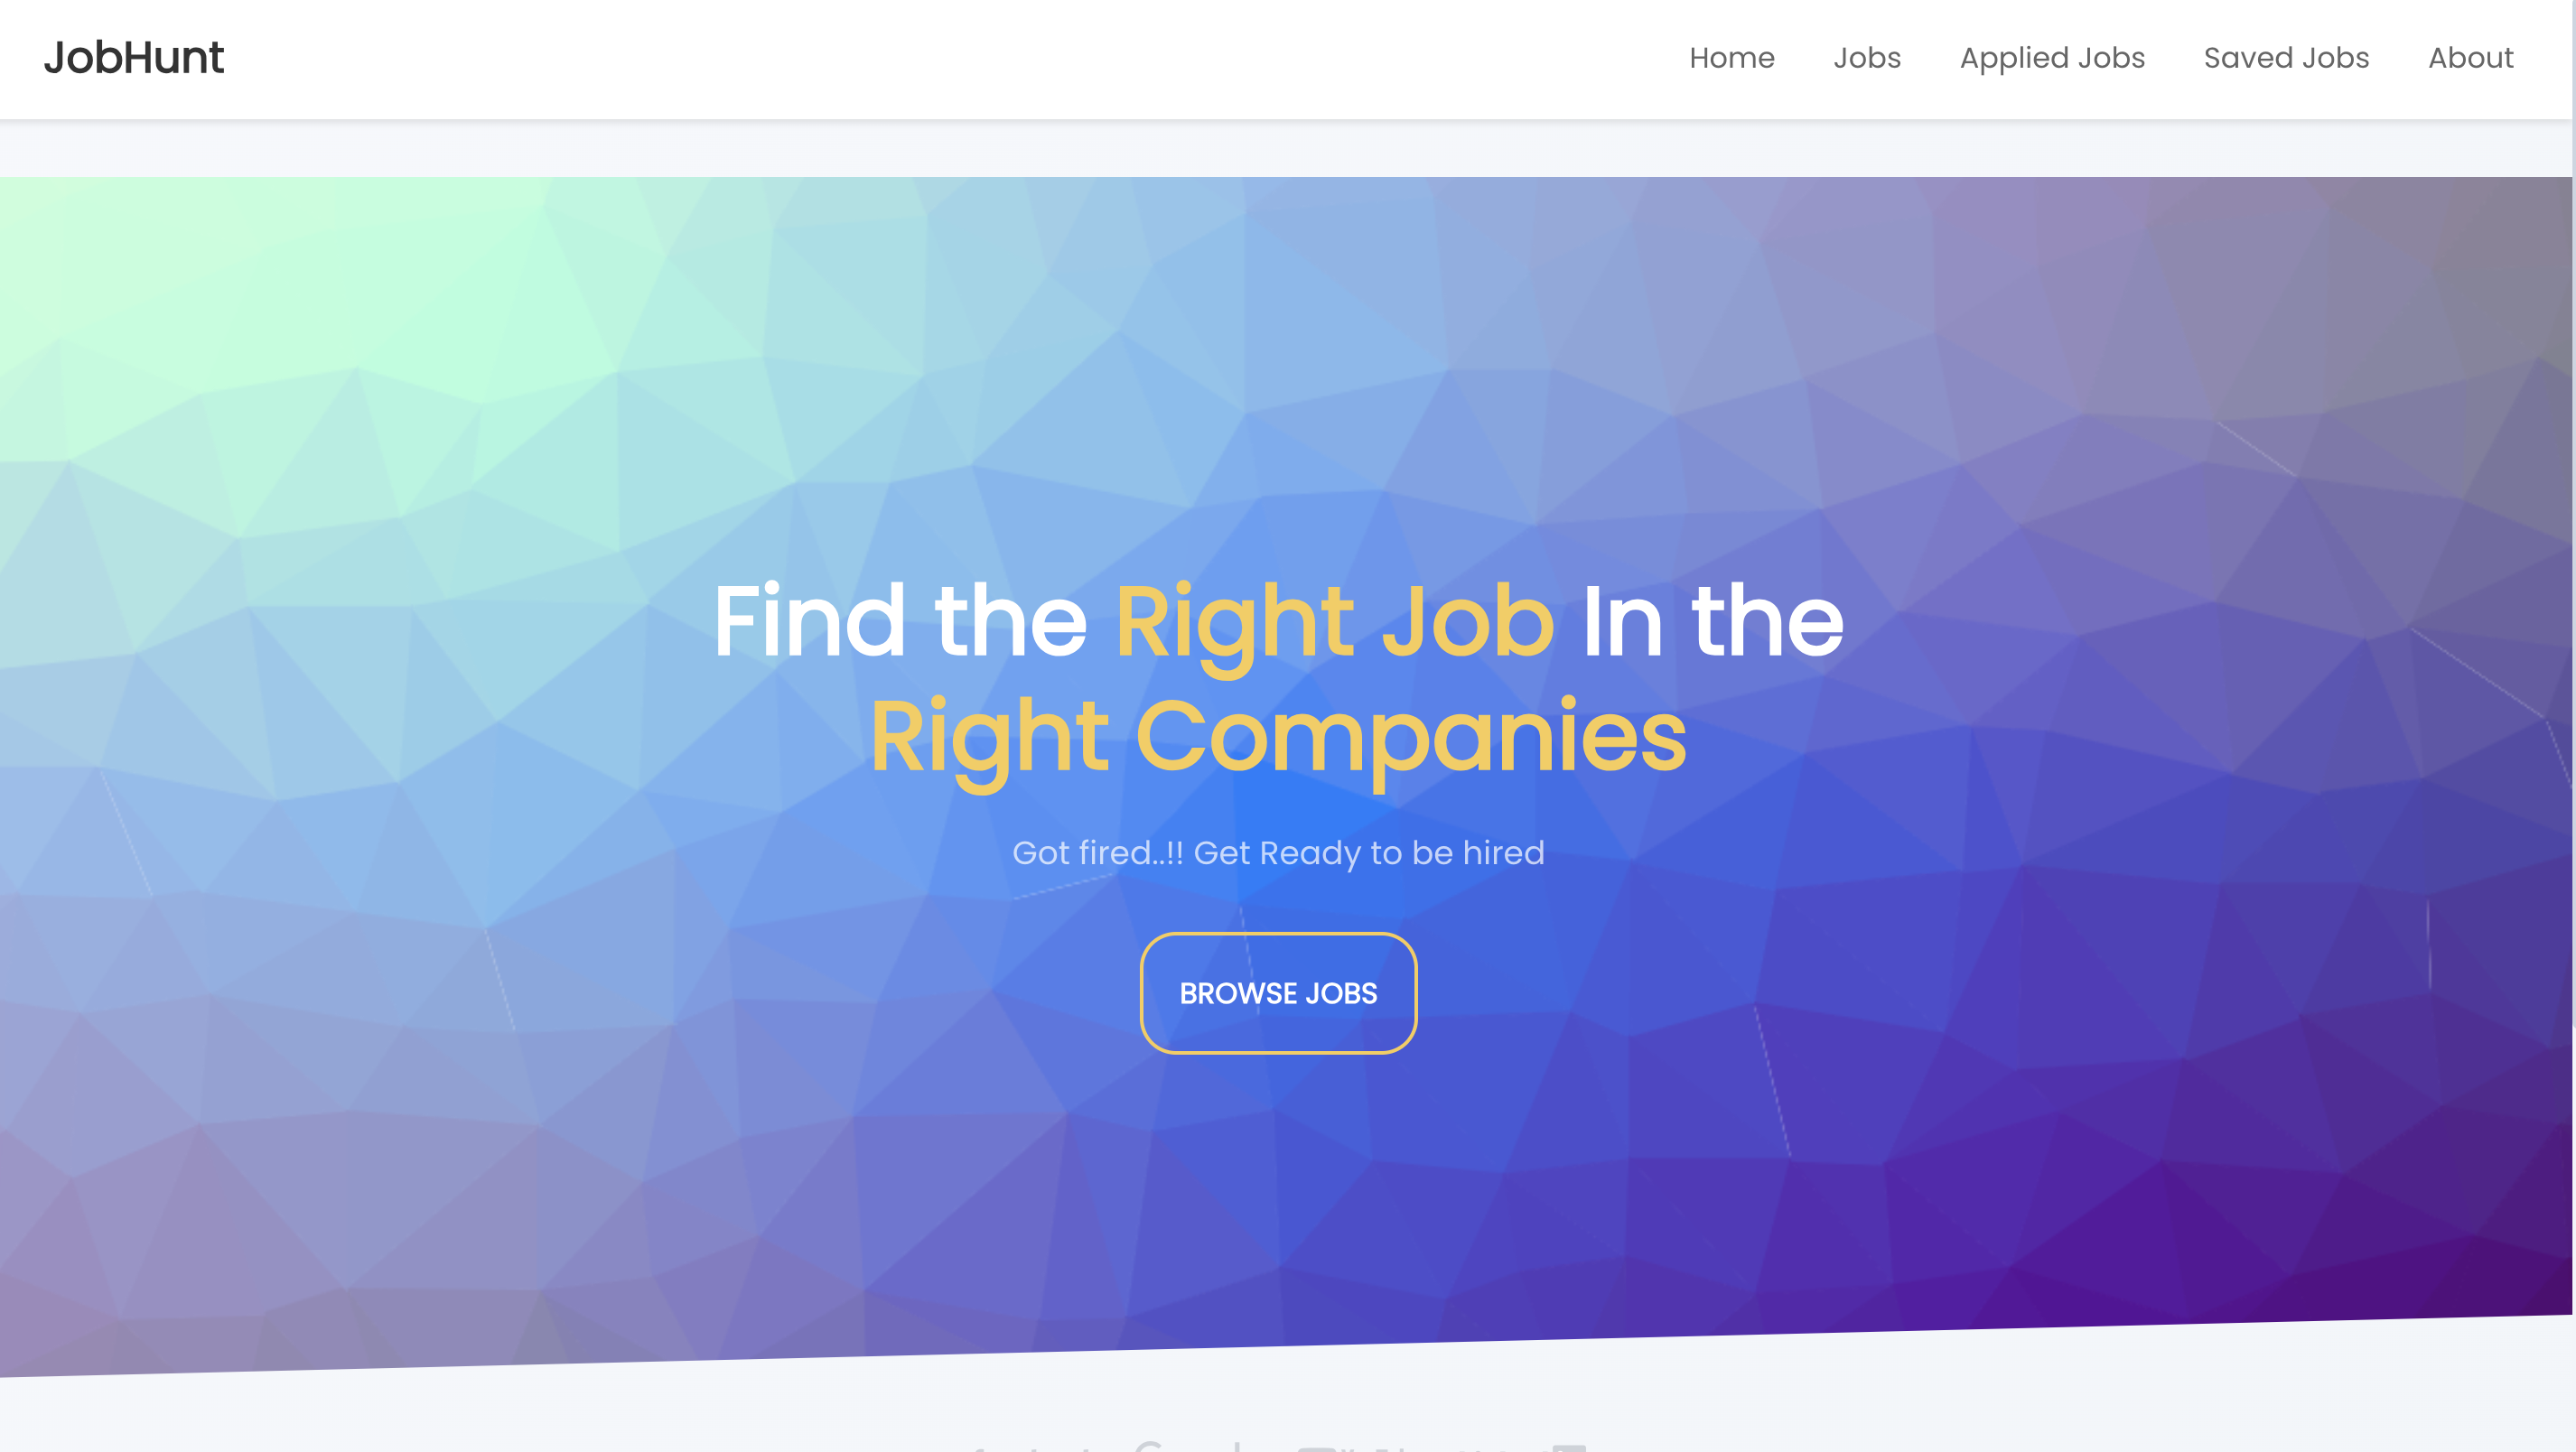 JobHunt
Home Jobs Applied Jobs Saved Jobs About
Find the Right Job In the
Right Companies
Got fired..!! Get Ready to be hired
BROWSE JOBS